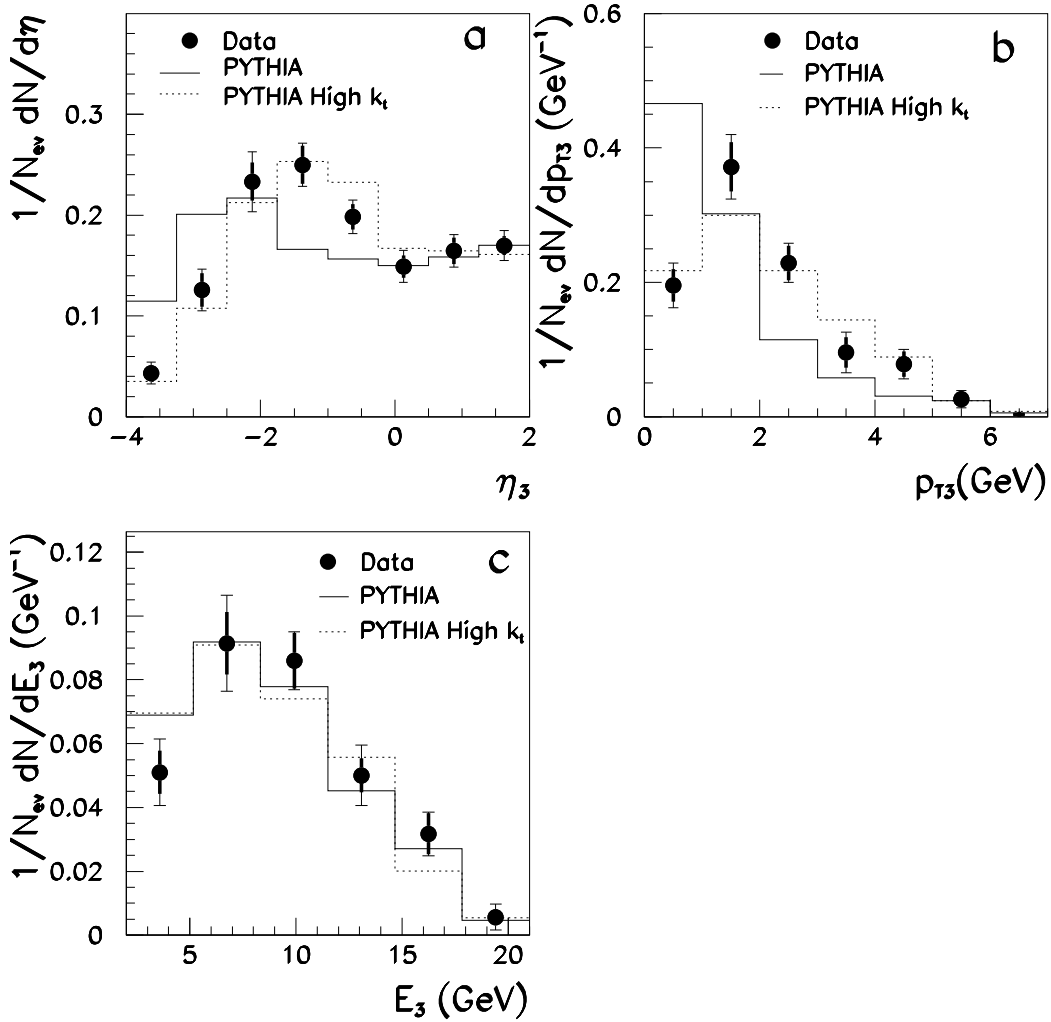 a
Data
PYTHIA
PYTHIA High kt
1/Nev dN/dη
0.3
0.2
0.1
0
−4
−2
0
2
η3
b
Data
PYTHIA
PYTHIA High kt
1/Nev dN/dpT3 (GeV−1)
0.6
0.4
0.2
0
0
2
4
6
pT3(GeV)
c
Data
PYTHIA
PYTHIA High kt
1/Nev dN/dE3 (GeV−1)
0.12
0.1
0.08
0.06
0.04
0.02
0
5
10
15
20
E3 (GeV)